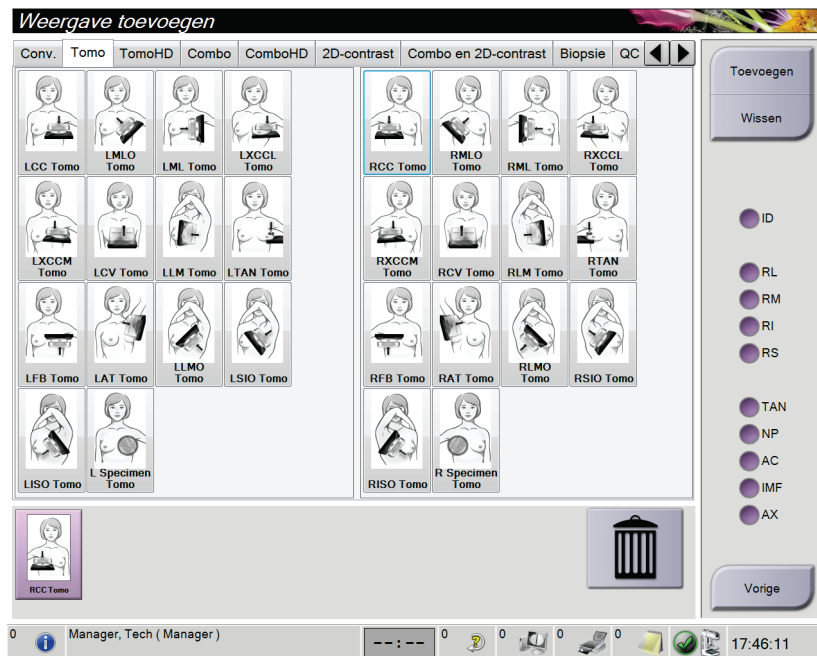 Weergave toevoegen
Conv. Tomo TomoHD Combo ComboHD 2D-contrast Combo en 2D-contrast Biopsie QC
LCC Tomo
LMLO
Tomo
LML Tomo
LXCCL
Tomo
LXCCM
Tomo
LCV Tomo
LLM Tomo
LTAN Tomo
LFB Tomo
LAT Tomo
LLMO
Tomo
LSIO Tomo
LISO Tomo
L Specimen
Tomo
RCC Tomo
RMLO
Tomo
RML Tomo
RXCCL
Tomo
RXCCM
Tomo
RCV Tomo
RLM Tomo
RTAN
Tomo
RFB Tomo
RAT Tomo
RLMO
Tomo
RSIO Tomo
RISO Tomo
R Specimen
Tomo
Toevoegen
Wissen
ID
RL
RM
RI
RS
TAN
NP
AC
IMF
AX
Vorige
RCC Tomo
0 Manager, Tech ( Manager ) --:-- 0 0 0 0 17:46:11